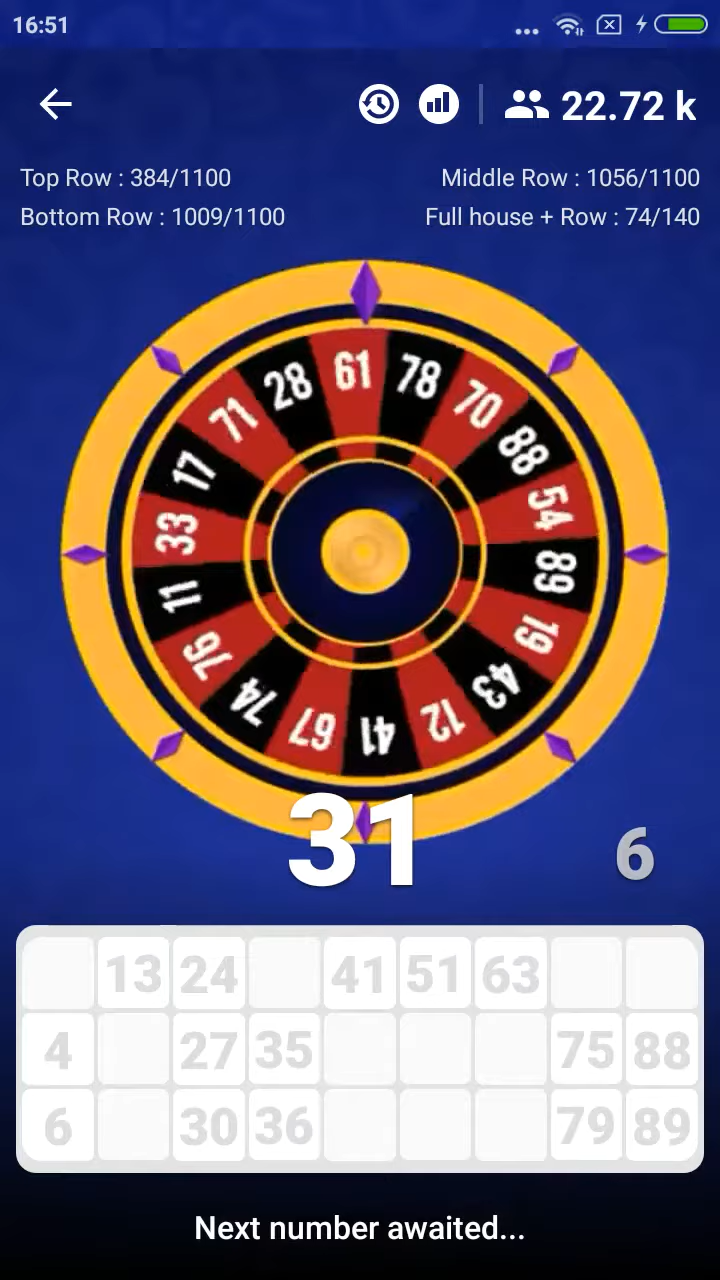 16:51
22.72 k
Top Row : 384/1100
Middle Row : 1056/1100
Bottom Row : 1009/1100
Full house + Row : 74/140
61
78
70
88
54
89
19
43
12
41
67
74
76
11
33
17
71
28
31
6
13 24 41 51 63
4 27 35 75 88
6 30 36 79 89
Next number awaited...